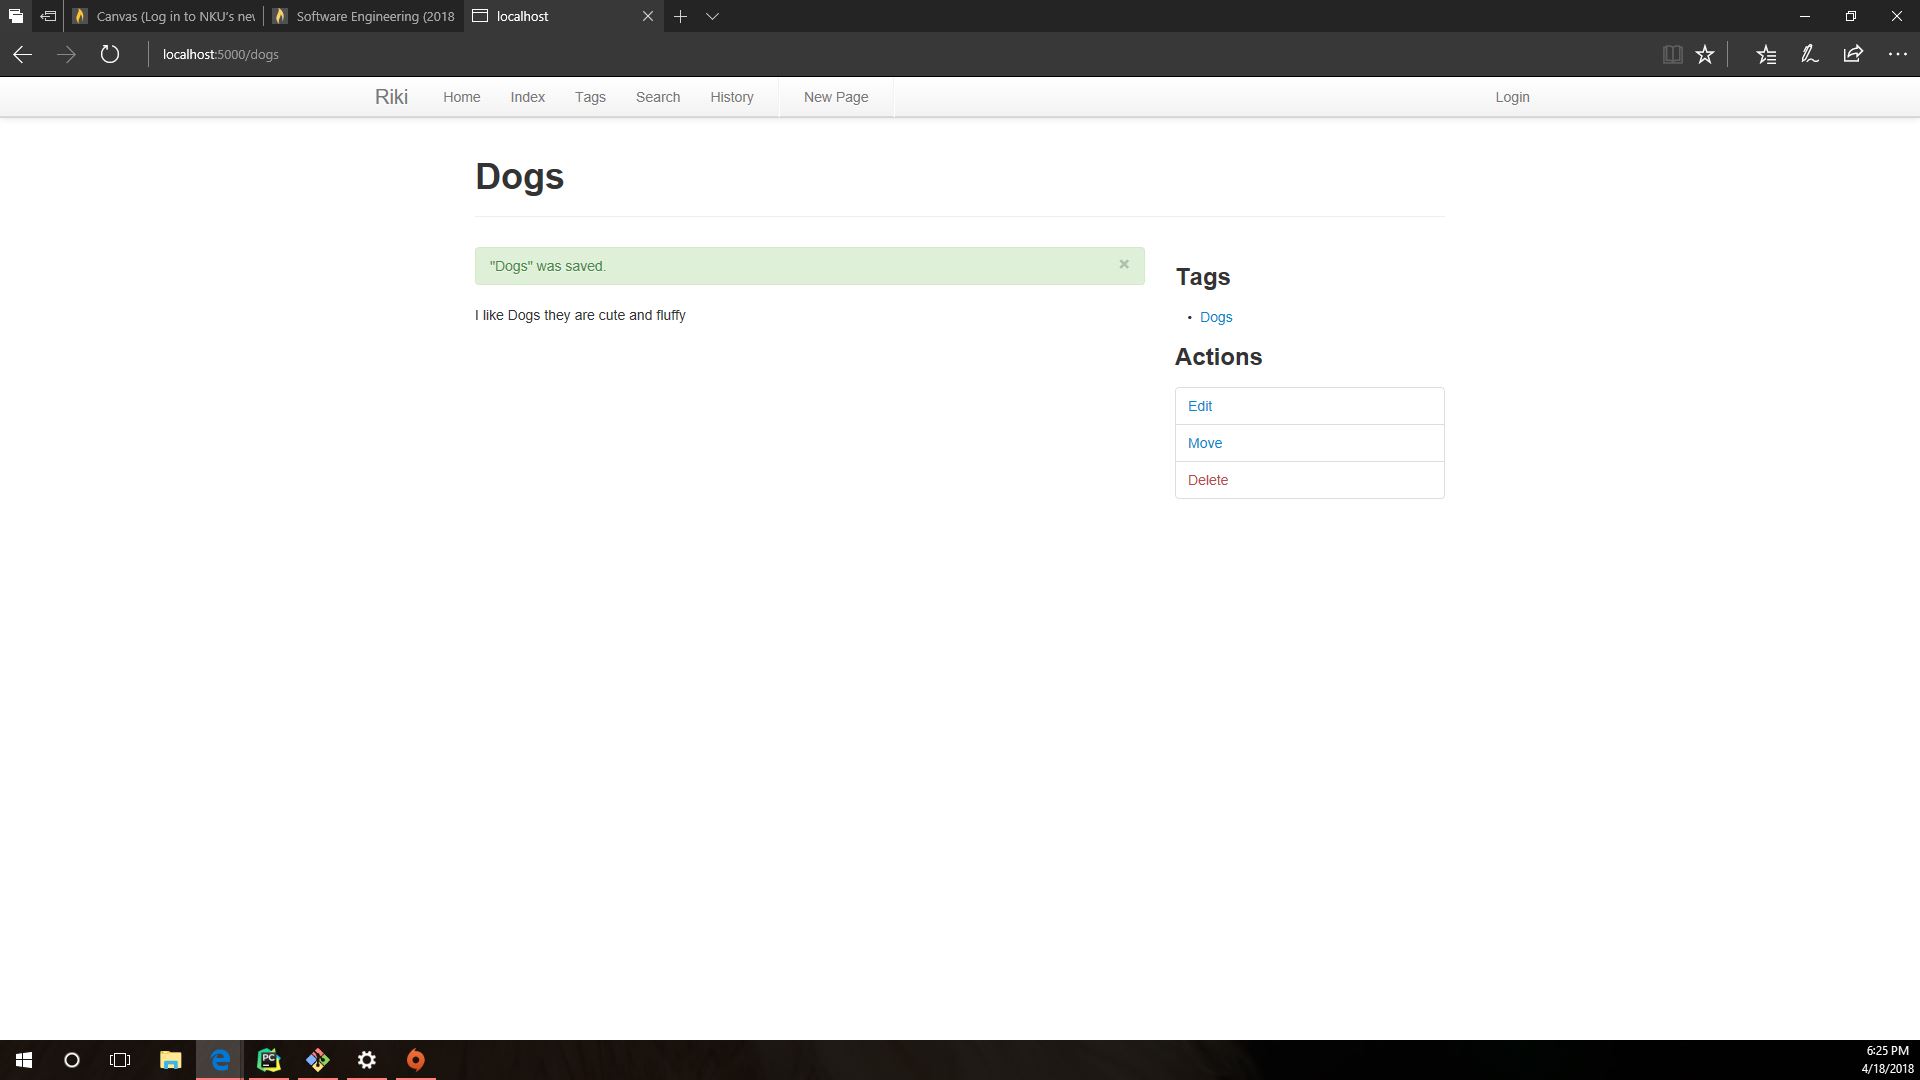 Canvas (Log in to NKU's nev
Software Engineering (2018
localhost
localhost:5000/dogs
Riki Home Index Tags Search History New Page Login
Dogs
"Dogs" was saved. ×
I like Dogs they are cute and fluffy
Tags
• Dogs
Actions
Edit
Move
Delete
PC
6:25 PM
4/18/2018